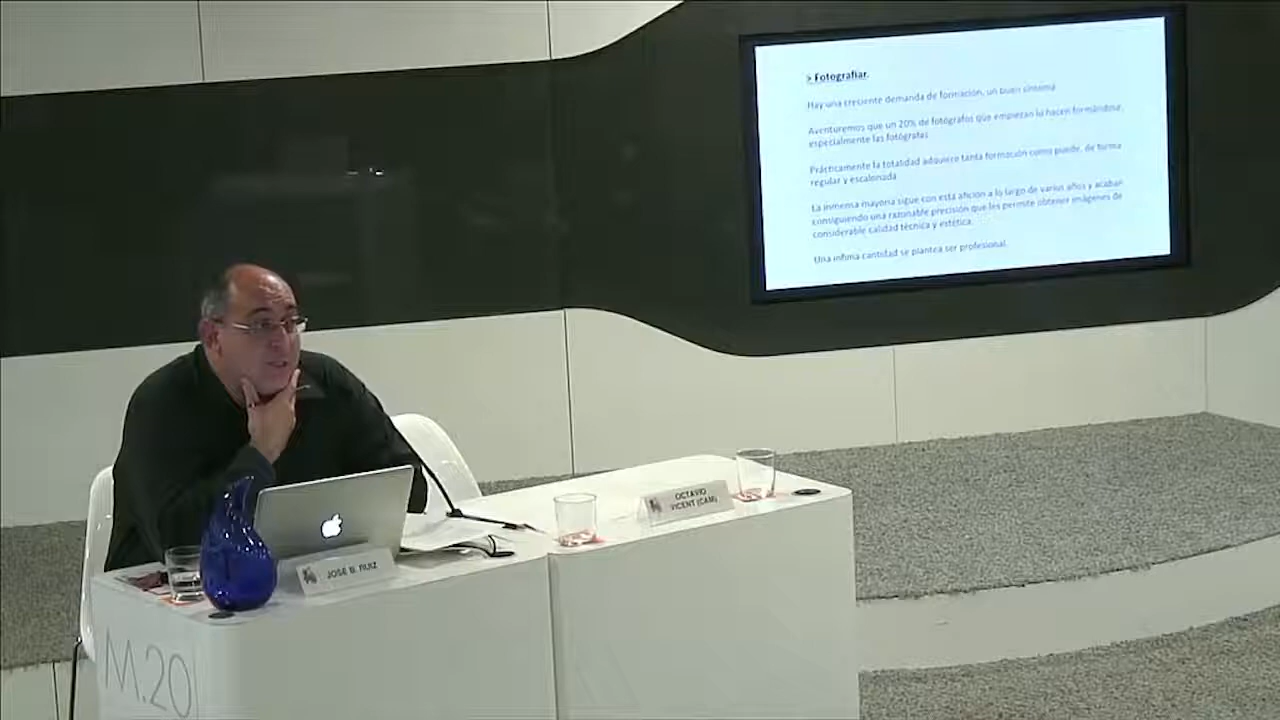 > Fotografiar.
Hay una creciente demanda de formación, un buen síntoma
Aventuremos que un 20% de fotógrafos que empiezan lo hacen formándose,
especialmente las fotógrafas
Prácticamente la totalidad adquiere tanta formación como puede, de forma
regular y escalonada
La inmensa mayoría sigue con esta afición a lo largo de varios años y acaban
consiguiendo una razonable precisión que les permite obtener imágenes de
considerable calidad técnica y estética.
Una ínfima cantidad se plantea ser profesional.
OCTAVIO
VICENT (CAM)
JOSÉ B. RUIZ
M.20